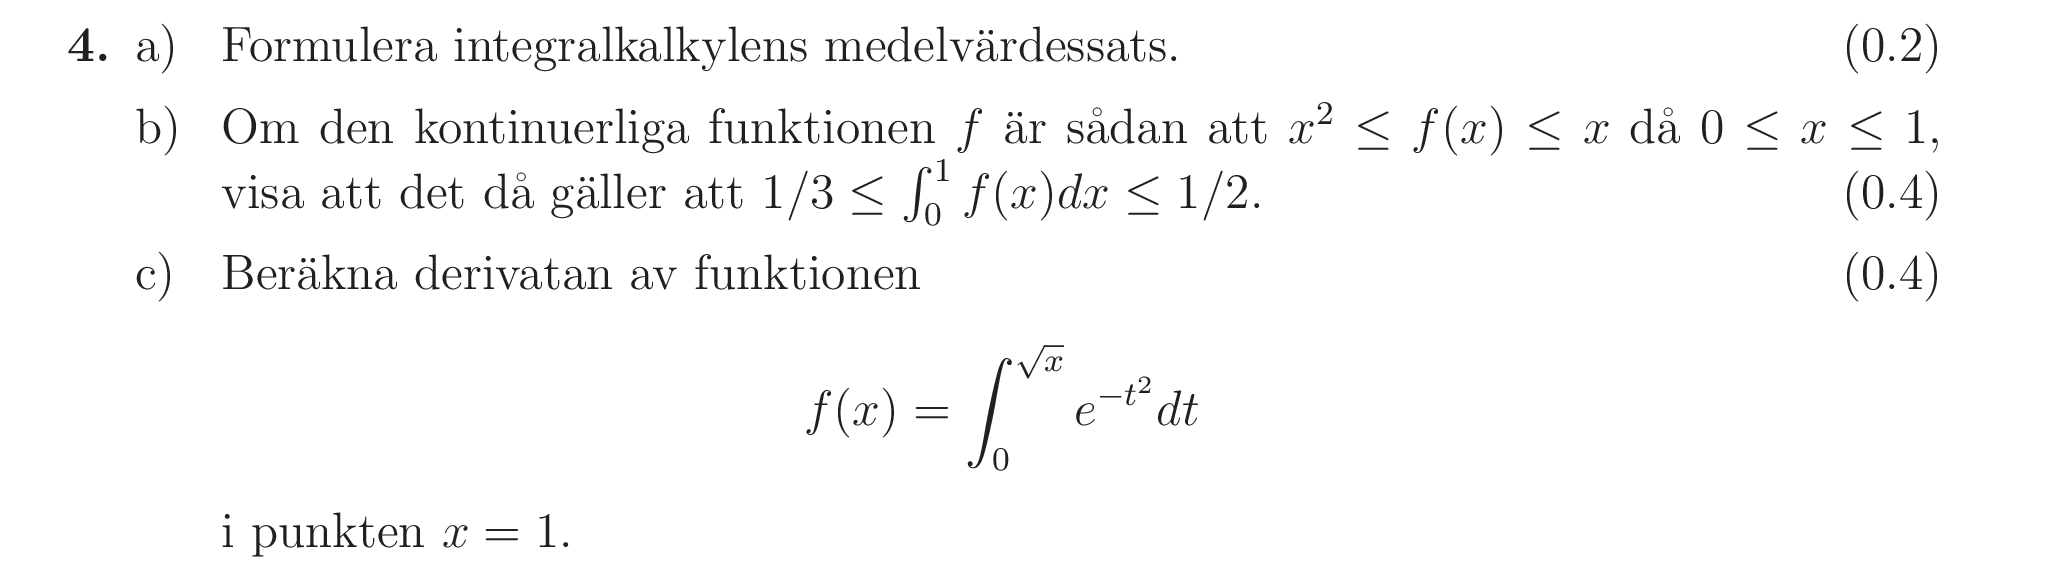 4. a) Formulera integralkalkylens medelvärdessats. (0.2)
b) Om den kontinuerliga funktionen f är sådan att x² ≤ f(x) ≤ x då 0 ≤ x ≤ 1,
visa att det då gäller att 1/3 ≤ ∫₀¹ f(x)dx ≤ 1/2. (0.4)
c) Beräkna derivatan av funktionen (0.4)
f(x) = ∫₀^√x e^{-t²} dt
i punkten x = 1.